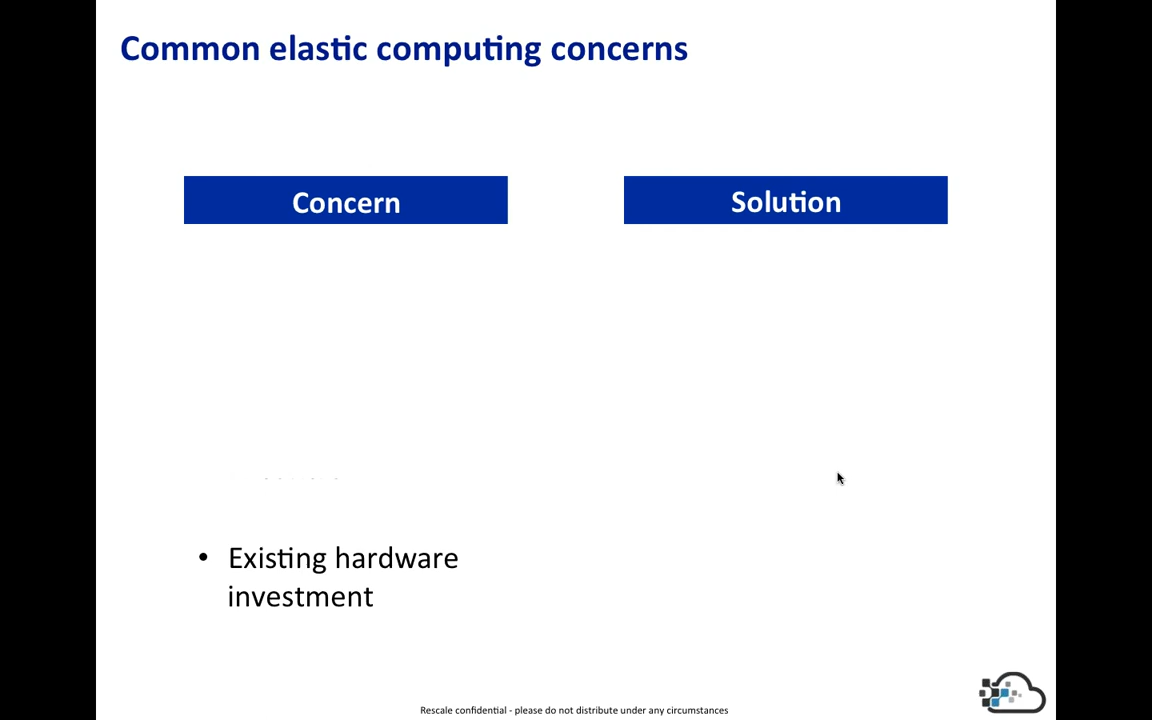 Common elastic computing concerns
Concern
Solution
• Existing hardware
investment
Rescale confidential - please do not distribute under any circumstances